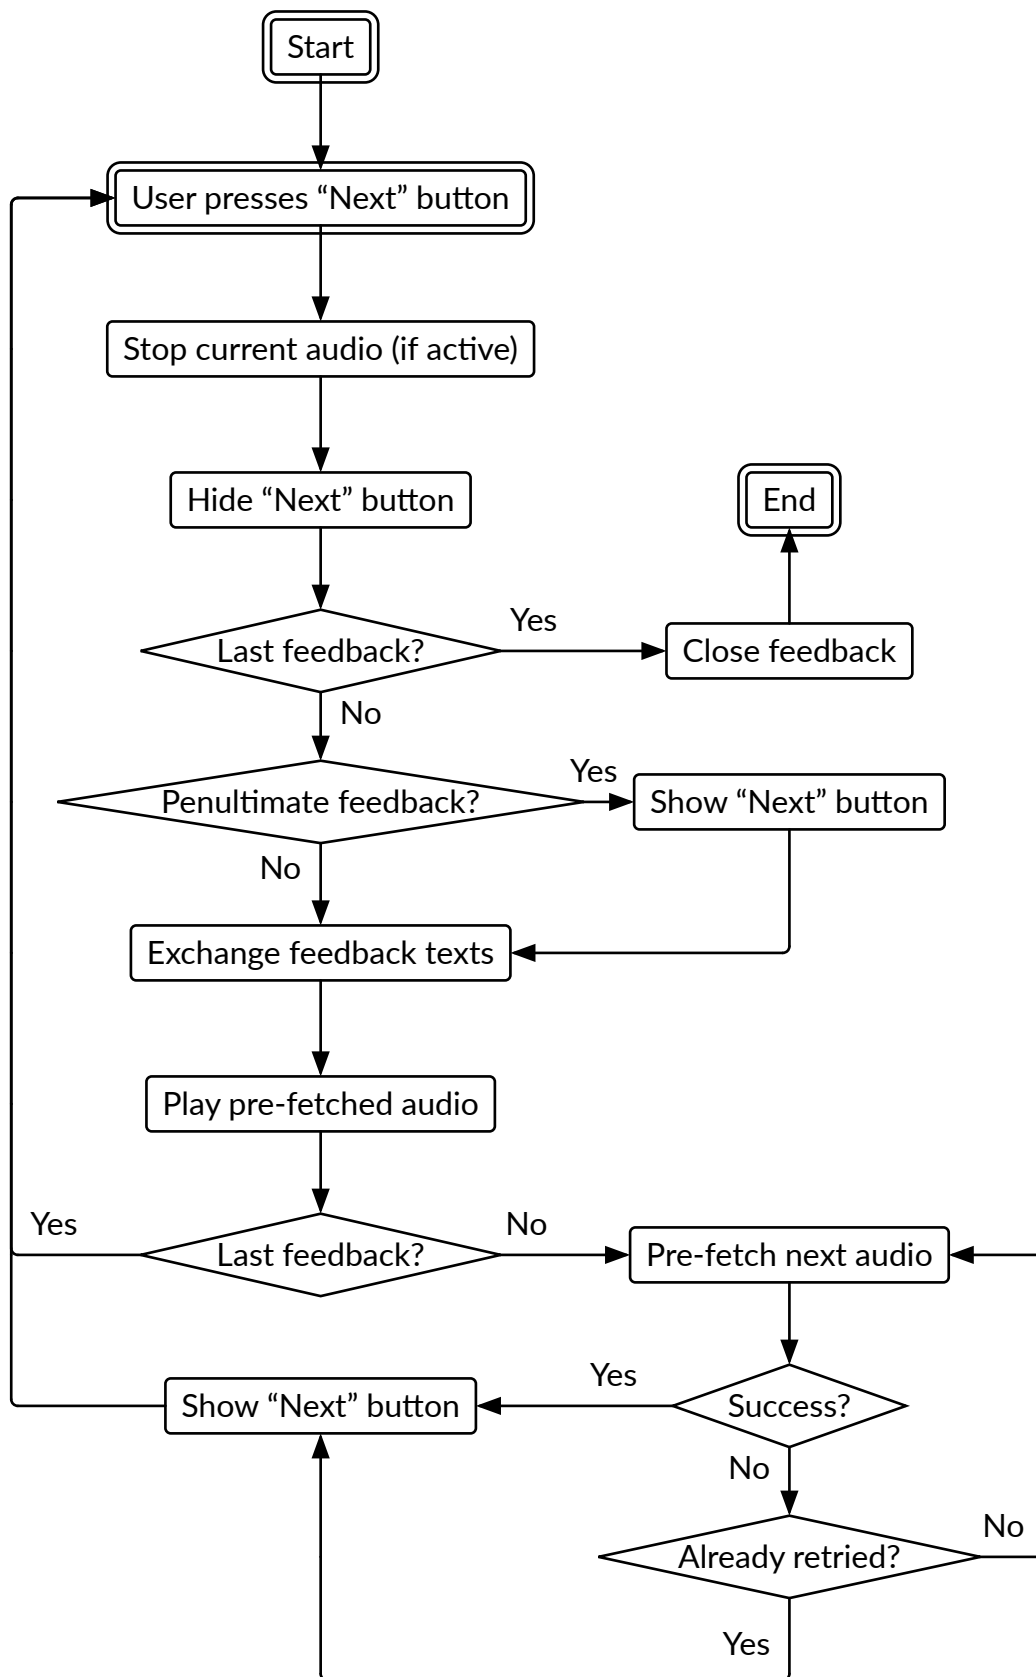 Start
User presses “Next” button
Stop current audio (if active)
Hide “Next” button
End
Last feedback?
Yes
Close feedback
No
Penultimate feedback?
Yes
Show “Next” button
No
Exchange feedback texts
Play pre-fetched audio
Yes
Last feedback?
No
Pre-fetch next audio
Show “Next” button
Yes
Success?
No
Already retried?
No
Yes